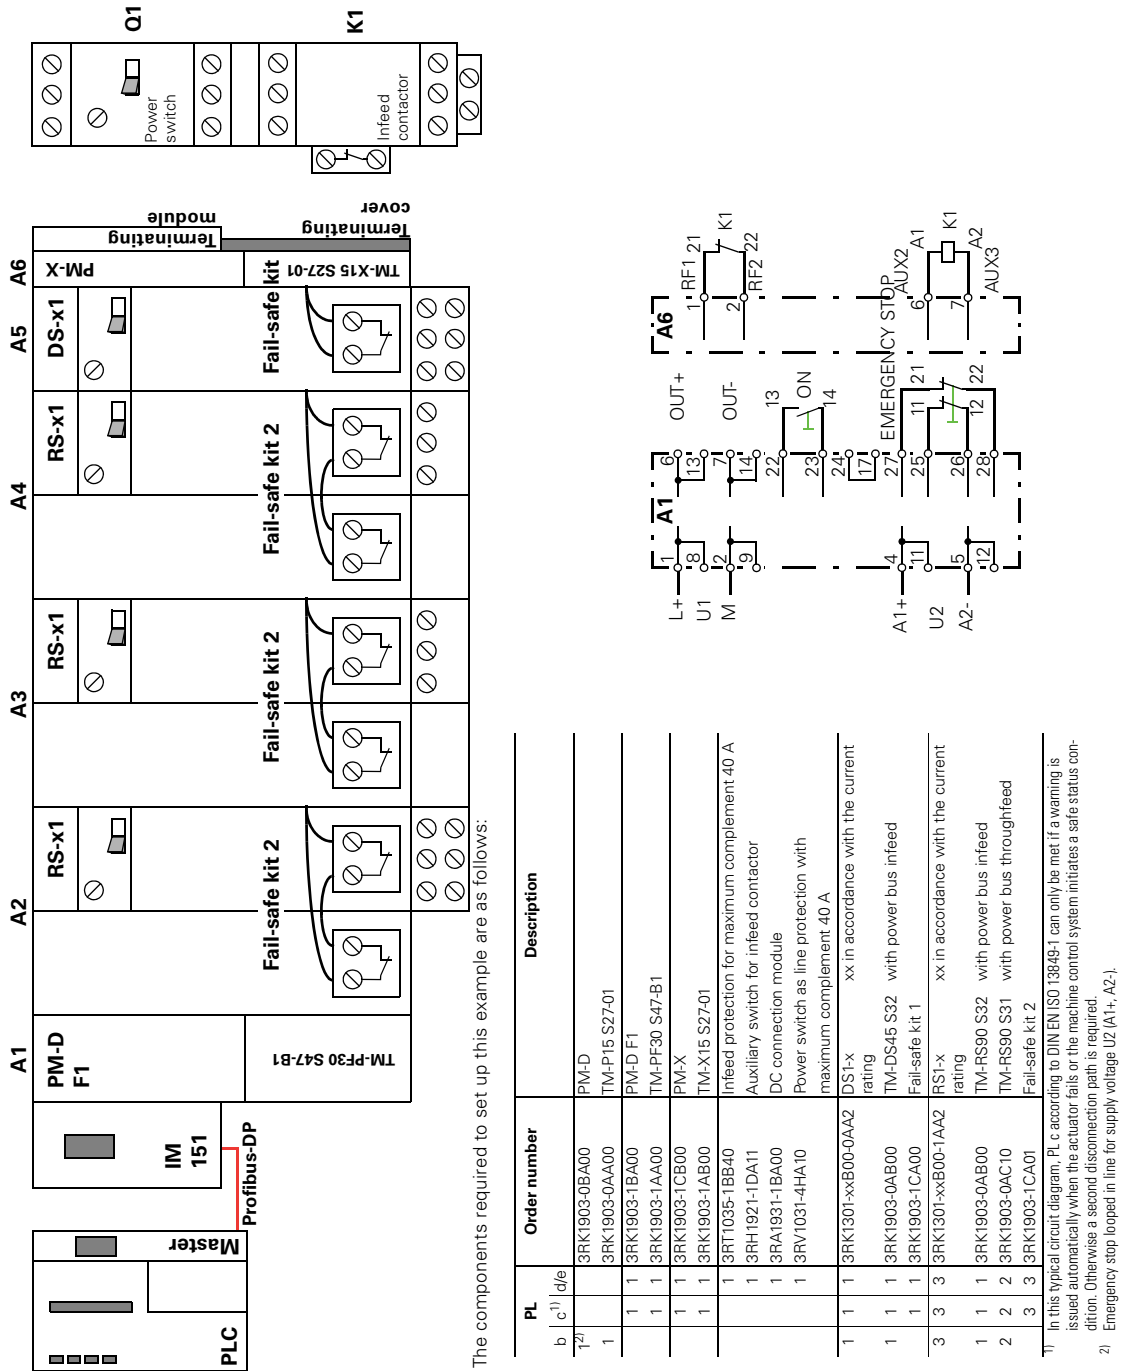 PLC
Master
Profibus-DP
IM
151
A1
PM-D
F1
TM-PF30 S47-B1
A2
RS-x1
Fail-safe kit 2
A3
RS-x1
Fail-safe kit 2
A4
RS-x1
Fail-safe kit 2
A5
DS-x1
Fail-safe kit
A6
PM-X
TM-X15 S27-01
Terminating
module
Terminating
cover
Q1
Power
switch
K1
Infeed
contactor
The components required to set up this example are as follows:
PL Order number Description
b c1) d/e
12) 3RK1903-0BA00 PM-D
1 3RK1903-0AA00 TM-P15 S27-01
1 1 3RK1903-1BA00 PM-D F1
1 1 3RK1903-1AA00 TM-PF30 S47-B1
1 1 3RK1903-1CB00 PM-X
1 1 3RK1903-1AB00 TM-X15 S27-01
1 3RT1035-1BB40 Infeed protection for maximum complement 40 A
1 3RH1921-1DA11 Auxiliary switch for infeed contactor
1 3RA1931-1BA00 DC connection module
1 3RV1031-4HA10 Power switch as line protection with
maximum complement 40 A
1 1 1 3RK1301-xxB00-0AA2 DS1-x xx in accordance with the current
rating
1 1 1 3RK1903-0AB00 TM-DS45 S32 with power bus infeed
1 1 3RK1903-1CA00 Fail-safe kit 1
3 3 3 3RK1301-xxB00-1AA2 RS1-x xx in accordance with the current
rating
1 1 1 3RK1903-0AB00 TM-RS90 S32 with power bus infeed
2 2 2 3RK1903-0AC10 TM-RS90 S31 with power bus throughfeed
3 3 3RK1903-1CA01 Fail-safe kit 2
1) In this typical circuit diagram, PL c according to DIN EN ISO 13849-1 can only be met if a warning is
issued automatically when the actuator fails or the machine control system initiates a safe status con-
dition. Otherwise a second disconnection path is required.
2) Emergency stop looped in line for supply voltage U2 (A1+, A2-).
L+
U1
M
A1+
U2
A2-
1
8
2
9
4
11
5
12
A1
6
13
7
14
22
23
24
17
27
25
26
28
OUT+
OUT-
13
ON
14
EMERGENCY STOP
11
21
12
22
A6
1
2
6
7
RF1
21
K1
RF2
22
AUX2
A1
K1
A2
AUX3